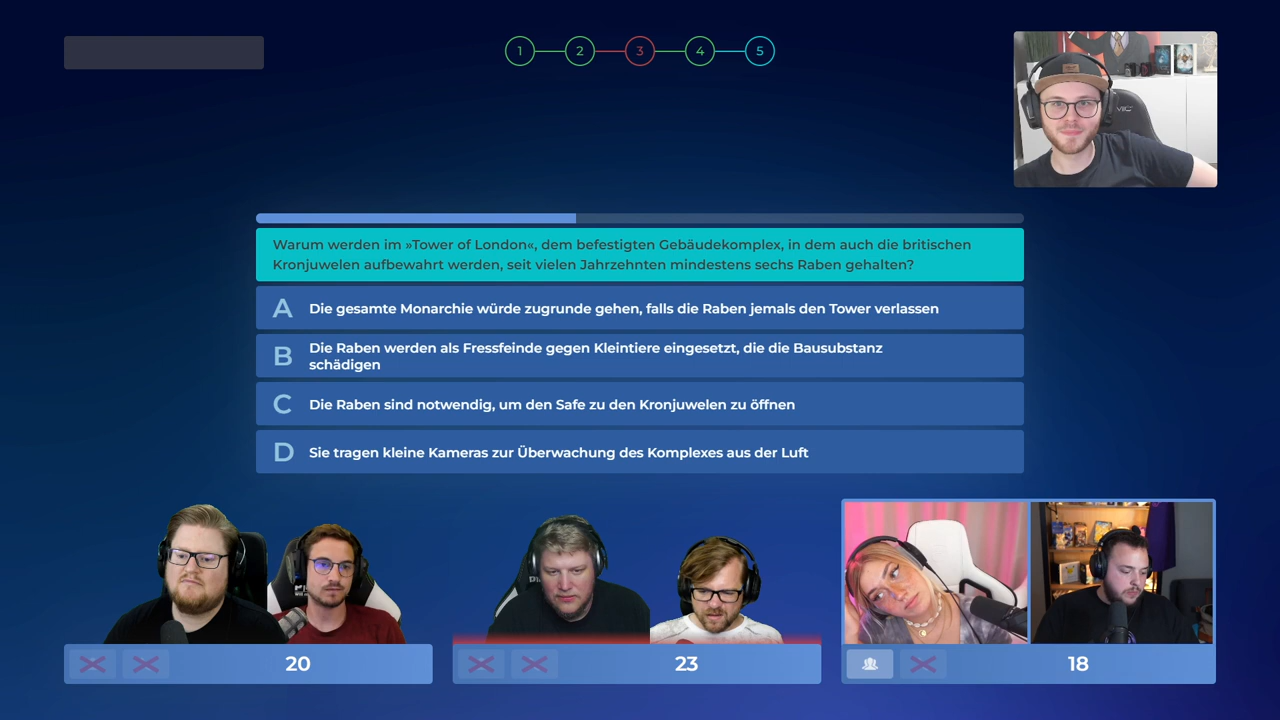 1 2 3 4 5
Warum werden im »Tower of London«, dem befestigten Gebäudekomplex, in dem auch die britischen
Kronjuwelen aufbewahrt werden, seit vielen Jahrzehnten mindestens sechs Raben gehalten?
A Die gesamte Monarchie würde zugrunde gehen, falls die Raben jemals den Tower verlassen
B Die Raben werden als Fressfeinde gegen Kleintiere eingesetzt, die die Bausubstanz
schädigen
C Die Raben sind notwendig, um den Safe zu den Kronjuwelen zu öffnen
D Sie tragen kleine Kameras zur Überwachung des Komplexes aus der Luft
20 23 18